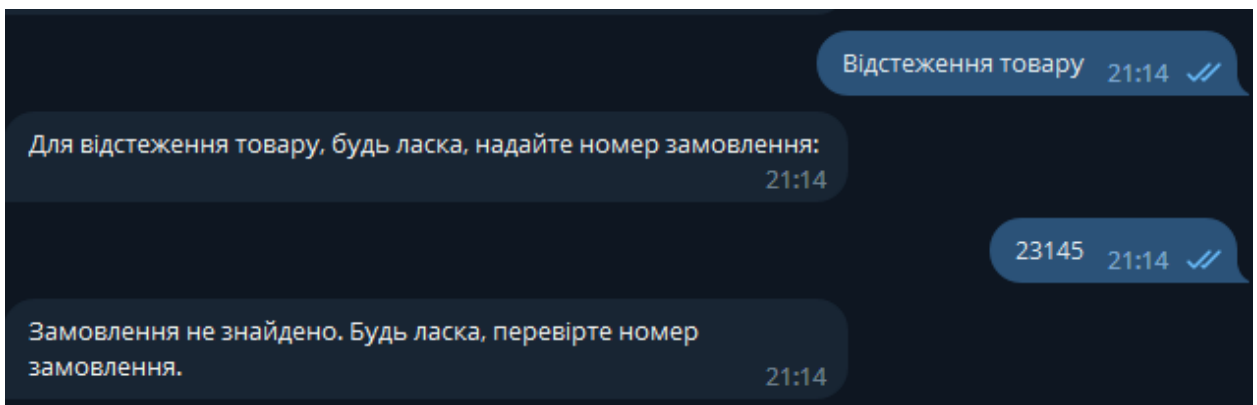 Відстеження товару 21:14
Для відстеження товару, будь ласка, надайте номер замовлення:
21:14
23145 21:14
Замовлення не знайдено. Будь ласка, перевірте номер
замовлення. 21:14